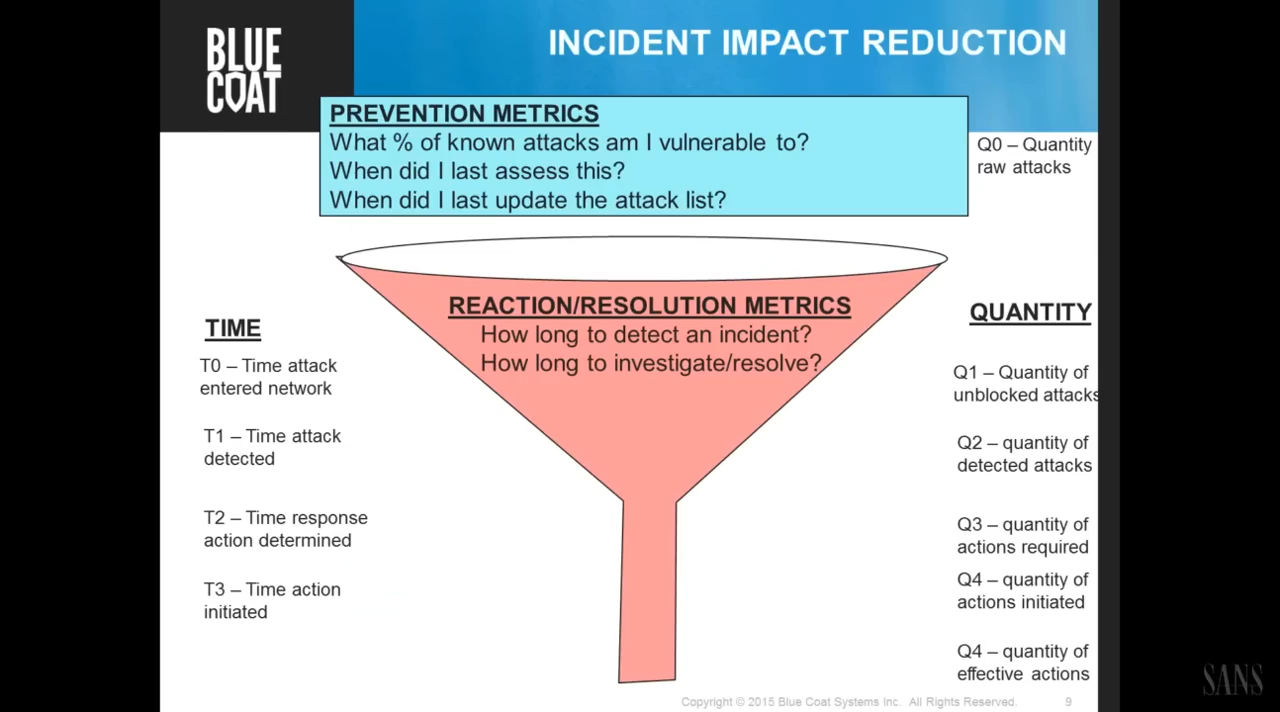 BLUE
COAT
INCIDENT IMPACT REDUCTION
PREVENTION METRICS
What % of known attacks am I vulnerable to?
When did I last assess this?
When did I last update the attack list?
Q0 – Quantity
raw attacks
REACTION/RESOLUTION METRICS
How long to detect an incident?
How long to investigate/resolve?
TIME
T0 – Time attack
entered network
T1 – Time attack
detected
T2 – Time response
action determined
T3 – Time action
initiated
QUANTITY
Q1 – Quantity of
unblocked attacks
Q2 – quantity of
detected attacks
Q3 – quantity of
actions required
Q4 – quantity of
actions initiated
Q4 – quantity of
effective actions
Copyright © 2015 Blue Coat Systems Inc. All Rights Reserved.
9
SANS